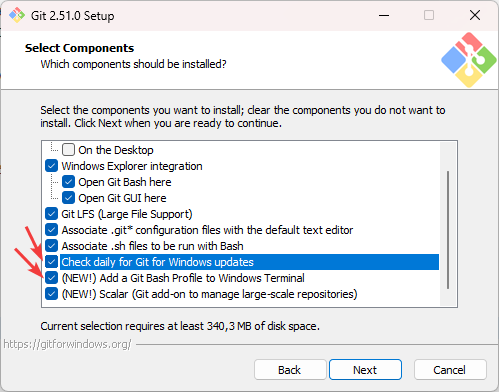 Git 2.51.0 Setup
Select Components
Which components should be installed?
Select the components you want to install; clear the components you do not want to
install. Click Next when you are ready to continue.
On the Desktop
Windows Explorer integration
Open Git Bash here
Open Git GUI here
Git LFS (Large File Support)
Associate .git* configuration files with the default text editor
Associate .sh files to be run with Bash
Check daily for Git for Windows updates
(NEW!) Add a Git Bash Profile to Windows Terminal
(NEW!) Scalar (Git add-on to manage large-scale repositories)
Current selection requires at least 340,3 MB of disk space.
https://gitforwindows.org/
Back
Next
Cancel